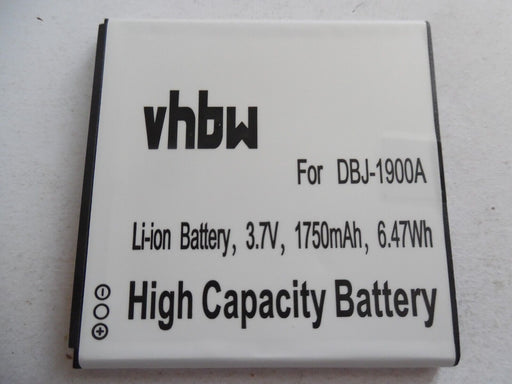 vhbw
For DBJ-1900A
Li-ion Battery, 3.7V, 1750mAh, 6.47Wh
High Capacity Battery